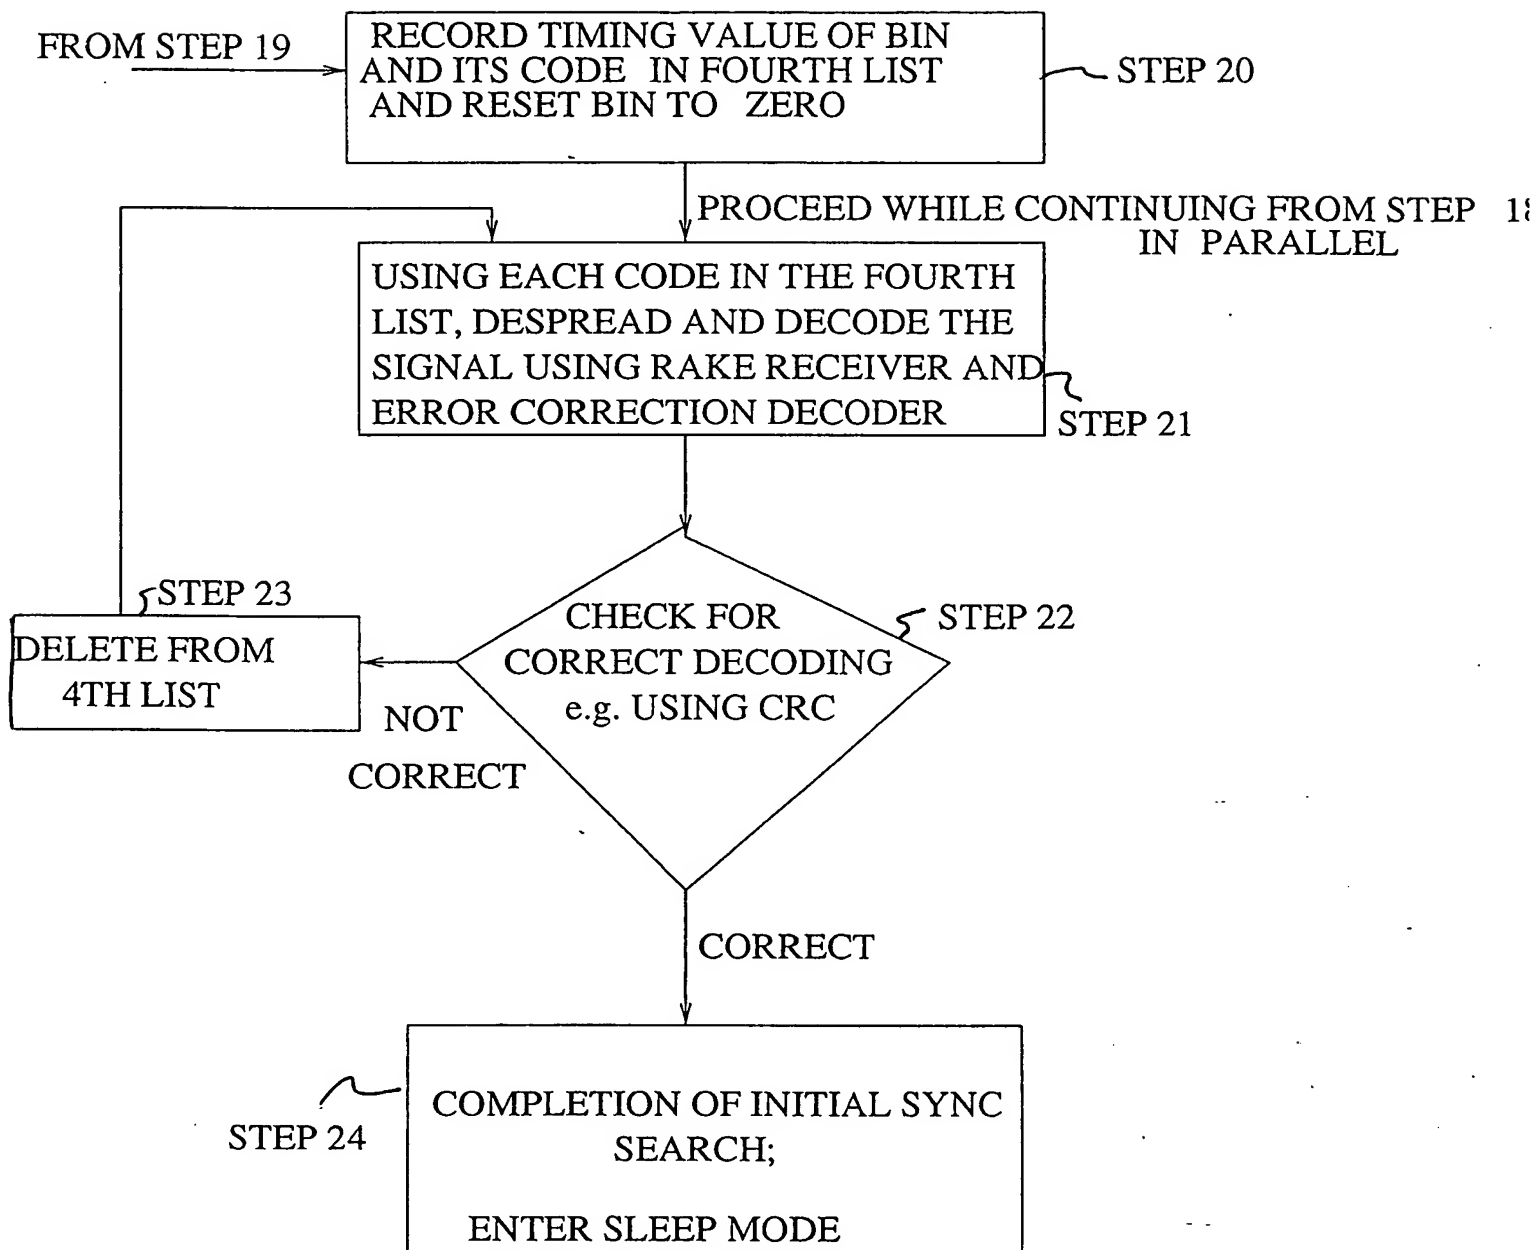 FROM STEP 19
RECORD TIMING VALUE OF BIN
AND ITS CODE IN FOURTH LIST
AND RESET BIN TO ZERO
STEP 20
PROCEED WHILE CONTINUING FROM STEP
IN PARALLEL
USING EACH CODE IN THE FOURTH
LIST, DESPREAD AND DECODE THE
SIGNAL USING RAKE RECEIVER AND
ERROR CORRECTION DECODER
STEP 21
STEP 23
DELETE FROM
4TH LIST
CHECK FOR
CORRECT DECODING
e.g. USING CRC
STEP 22
NOT
CORRECT
CORRECT
STEP 24
COMPLETION OF INITIAL SYNC
SEARCH;
ENTER SLEEP MODE